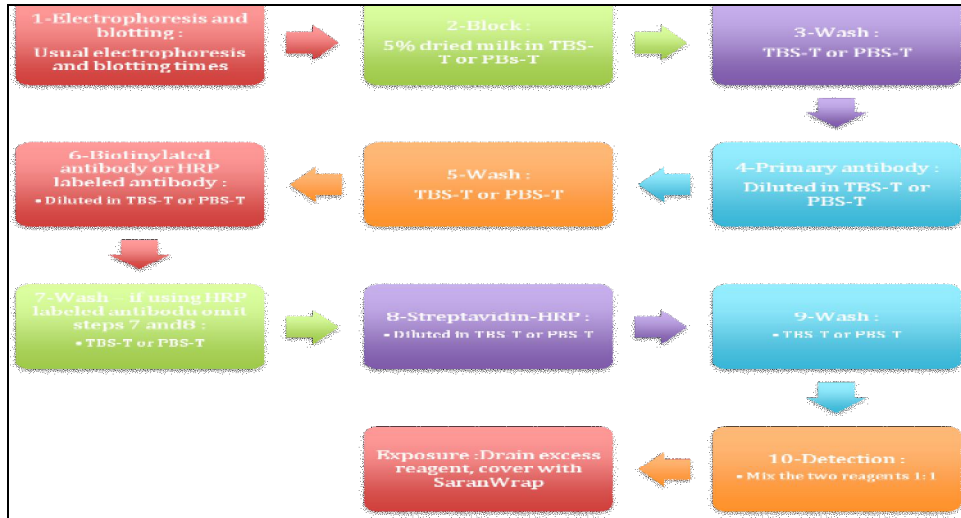 1-Electrophoresis and
blotting :
Usual electrophoresis
and blotting times
2-Block :
5% dried milk in TBS-
T or PBs-T
3-Wash :
TBS-T or PBS-T
4-Primary antibody :
Diluted in TBS-T or
PBS-T
5-Wash :
TBS-T or PBS-T
6-Biotinylated
antibody or HRP
labeled antibody :
• Diluted in TBS-T or PBS-T
7-Wash – if using HRP
labeled antibodu omit
steps 7 and8 :
• TBS-T or PBS-T
8-Streptavidin-HRP :
• Diluted in TBS-T or PBS-T
9-Wash :
• TBS-T or PBS-T
10-Detection :
• Mix the two reagents 1:1
Exposure :Drain excess
reagent, cover with
SaranWrap